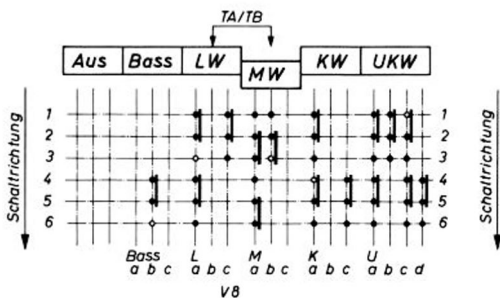 TA/TB
Aus Bass LW MW KW UKW
Schaltrichtung
Schaltrichtung
1 1
2 2
3 3
4 4
5 5
6 6
Bass L M K U
a b c a b c a b c a b c a b c d
V8